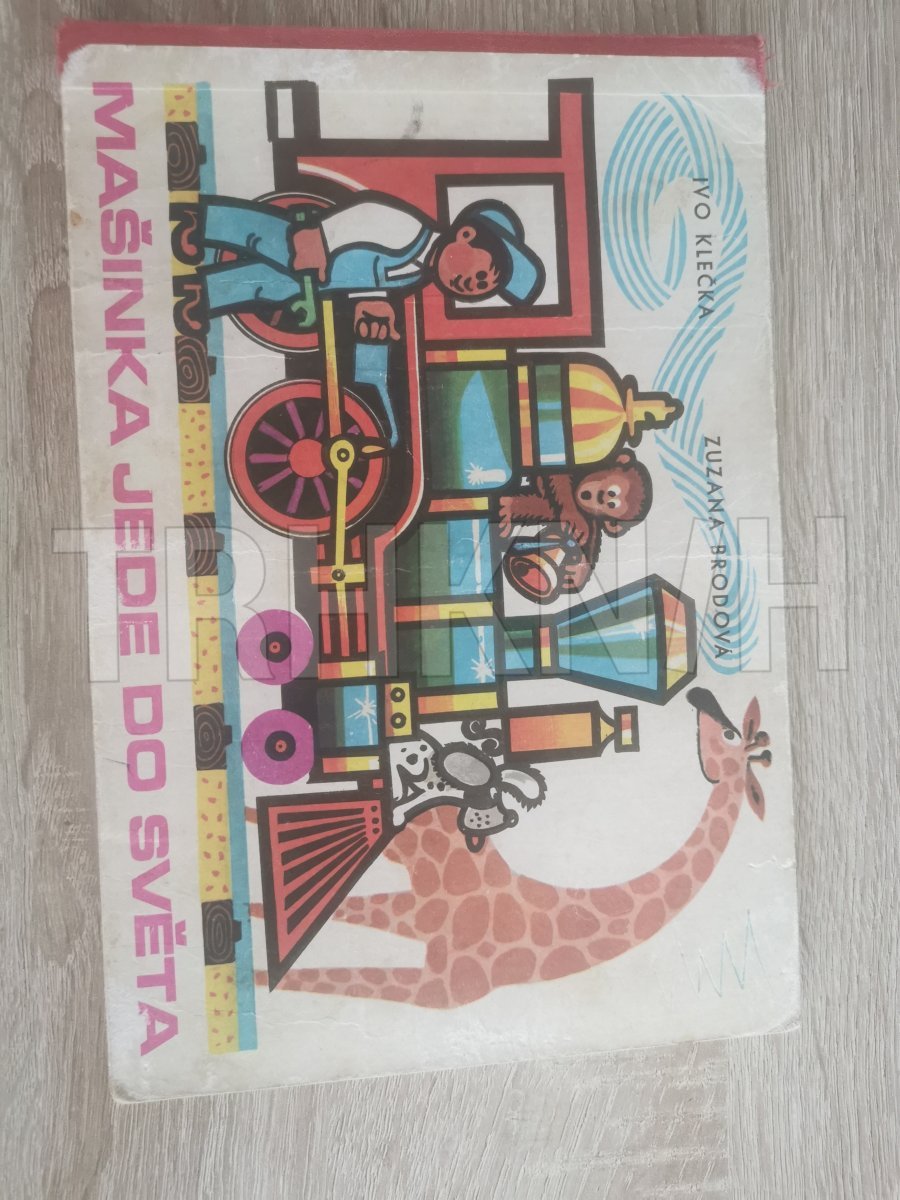 IVO KLEČKA
ZUZANA BRODOVÁ
MAŠINKA JEDE DO SVĚTA